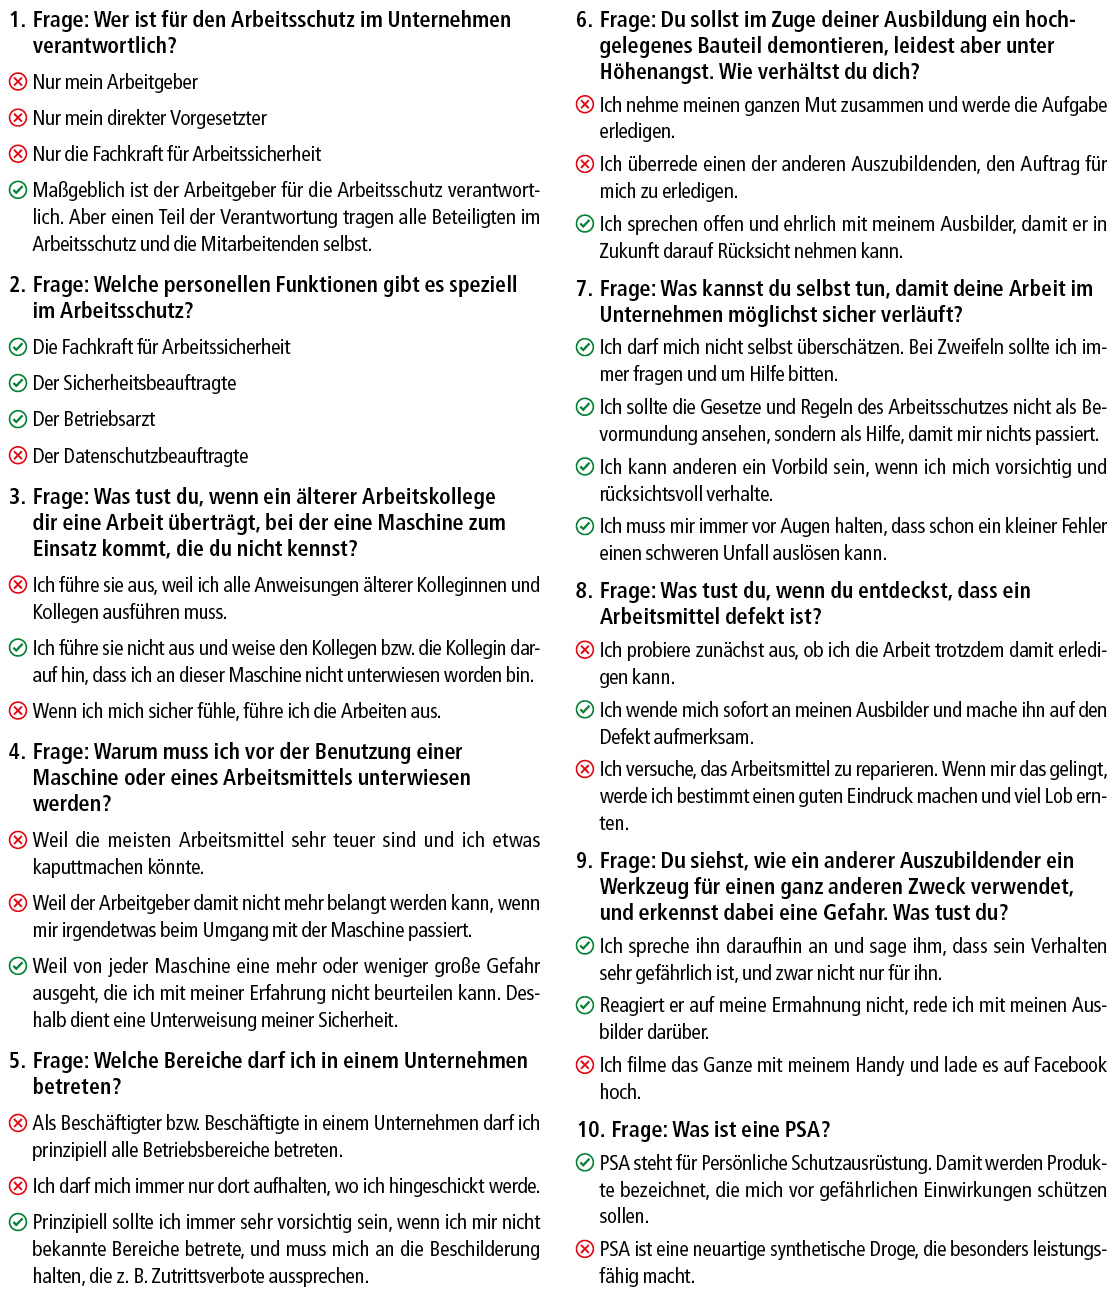 1. Frage: Wer ist für den Arbeitsschutz im Unternehmen
verantwortlich?
Nur mein Arbeitgeber
Nur mein direkter Vorgesetzter
Nur die Fachkraft für Arbeitssicherheit
Maßgeblich ist der Arbeitgeber für die Arbeitsschutz verantwort-
lich. Aber einen Teil der Verantwortung tragen alle Beteiligten im
Arbeitsschutz und die Mitarbeitenden selbst.
2. Frage: Welche personellen Funktionen gibt es speziell
im Arbeitsschutz?
Die Fachkraft für Arbeitssicherheit
Der Sicherheitsbeauftragte
Der Betriebsarzt
Der Datenschutzbeauftragte
3. Frage: Was tust du, wenn ein älterer Arbeitskollege
dir eine Arbeit überträgt, bei der eine Maschine zum
Einsatz kommt, die du nicht kennst?
Ich führe sie aus, weil ich alle Anweisungen älterer Kolleginnen und
Kollegen ausführen muss.
Ich führe sie nicht aus und weise den Kollegen bzw. die Kollegin dar-
auf hin, dass ich an dieser Maschine nicht unterwiesen worden bin.
Wenn ich mich sicher fühle, führe ich die Arbeiten aus.
4. Frage: Warum muss ich vor der Benutzung einer
Maschine oder eines Arbeitsmittels unterwiesen
werden?
Weil die meisten Arbeitsmittel sehr teuer sind und ich etwas
kaputtmachen könnte.
Weil der Arbeitgeber damit nicht mehr belangt werden kann, wenn
mir irgendetwas beim Umgang mit der Maschine passiert.
Weil von jeder Maschine eine mehr oder weniger große Gefahr
ausgeht, die ich mit meiner Erfahrung nicht beurteilen kann. Des-
halb dient eine Unterweisung meiner Sicherheit.
5. Frage: Welche Bereiche darf ich in einem Unternehmen
betreten?
Als Beschäftigter bzw. Beschäftigte in einem Unternehmen darf ich
prinzipiell alle Betriebsbereiche betreten.
Ich darf mich immer nur dort aufhalten, wo ich hingeschickt werde.
Prinzipiell sollte ich immer sehr vorsichtig sein, wenn ich mir nicht
bekannte Bereiche betrete, und muss mich an die Beschilderung
halten, die z. B. Zutrittsverbote aussprechen.
6. Frage: Du sollst im Zuge deiner Ausbildung ein hoch-
gelegenes Bauteil demontieren, leidest aber unter
Höhenangst. Wie verhältst du dich?
Ich nehme meinen ganzen Mut zusammen und werde die Aufgabe
erledigen.
Ich überrede einen der anderen Auszubildenden, den Auftrag für
mich zu erledigen.
Ich sprechen offen und ehrlich mit meinem Ausbilder, damit er in
Zukunft darauf Rücksicht nehmen kann.
7. Frage: Was kannst du selbst tun, damit deine Arbeit im
Unternehmen möglichst sicher verläuft?
Ich darf mich nicht selbst überschätzen. Bei Zweifeln sollte ich im-
mer fragen und um Hilfe bitten.
Ich sollte die Gesetze und Regeln des Arbeitsschutzes nicht als Be-
vormundung ansehen, sondern als Hilfe, damit mir nichts passiert.
Ich kann anderen ein Vorbild sein, wenn ich mich vorsichtig und
rücksichtsvoll verhalte.
Ich muss mir immer vor Augen halten, dass schon ein kleiner Fehler
einen schweren Unfall auslösen kann.
8. Frage: Was tust du, wenn du entdeckst, dass ein
Arbeitsmittel defekt ist?
Ich probiere zunächst aus, ob ich die Arbeit trotzdem damit erledi-
gen kann.
Ich wende mich sofort an meinen Ausbilder und mache ihn auf den
Defekt aufmerksam.
Ich versuche, das Arbeitsmittel zu reparieren. Wenn mir das gelingt,
werde ich bestimmt einen guten Eindruck machen und viel Lob ern-
ten.
9. Frage: Du siehst, wie ein anderer Auszubildender ein
Werkzeug für einen ganz anderen Zweck verwendet,
und erkennst dabei eine Gefahr. Was tust du?
Ich spreche ihn daraufhin an und sage ihm, dass sein Verhalten
sehr gefährlich ist, und zwar nicht nur für ihn.
Reagiert er auf meine Ermahnung nicht, rede ich mit meinen Aus-
bilder darüber.
Ich filme das Ganze mit meinem Handy und lade es auf Facebook
hoch.
10. Frage: Was ist eine PSA?
PSA steht für Persönliche Schutzausrüstung. Damit werden Produk-
te bezeichnet, die mich vor gefährlichen Einwirkungen schützen
sollen.
PSA ist eine neuartige synthetische Droge, die besonders leistungs-
fähig macht.